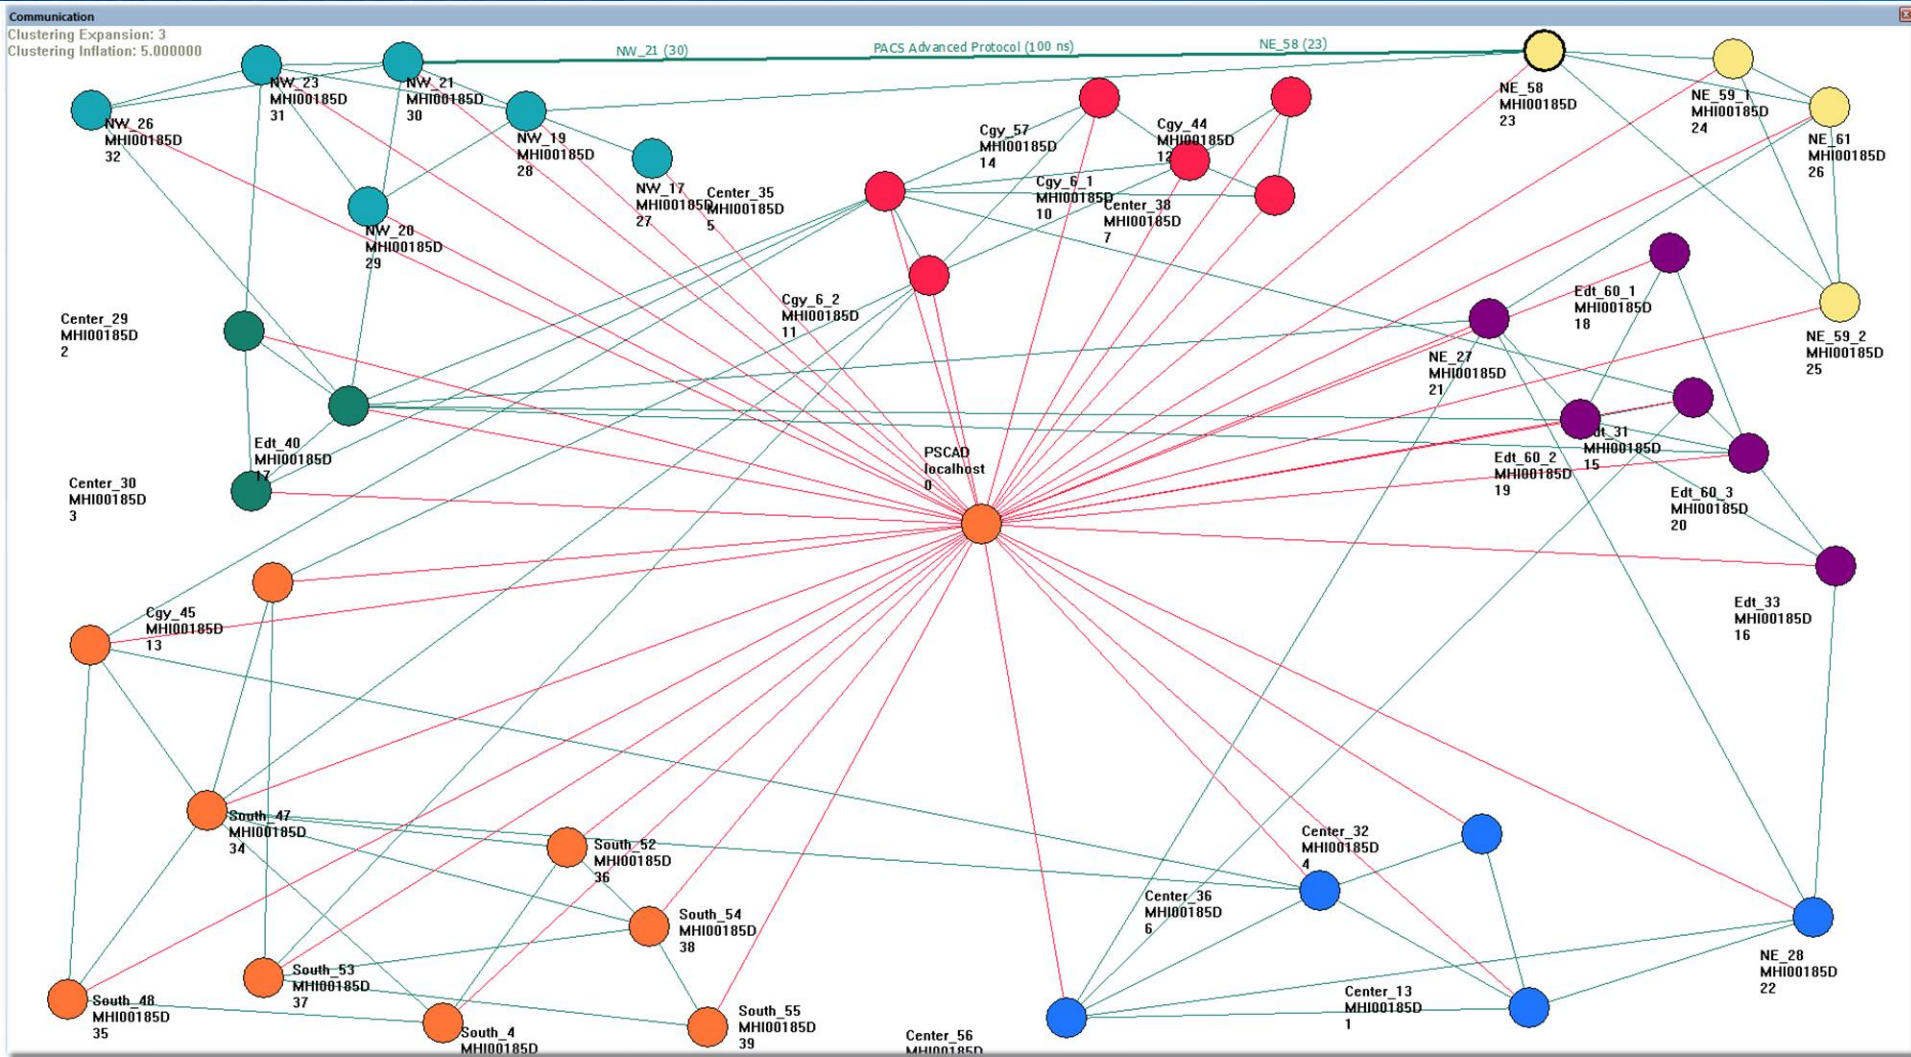 Communication
Clustering Expansion: 3
Clustering Inflation: 5.000000
NW_21 (30)
PACS Advanced Protocol (100 ns)
NE_58 (23)
NW_23
MHI00185D
31
NW_21
MHI00185D
30
NW_26
MHI00185D
32
NW_19
MHI00185D
28
NW_17
MHI00185D
27
Center_35
MHI00185D
5
NW_20
MHI00185D
29
Cgy_57
MHI00185D
14
Cgy_44
MHI00185D
12
Cgy_6_1
MHI00185D
10
Center_38
MHI00185D
7
NE_58
MHI00185D
23
NE_59_1
MHI00185D
24
NE_61
MHI00185D
26
Cgy_6_2
MHI00185D
11
Edt_60_1
MHI00185D
18
NE_59_2
MHI00185D
25
NE_27
MHI00185D
21
Center_29
MHI00185D
2
Edt_40
MHI00185D
17
Center_30
MHI00185D
3
PSCAD
localhost
0
Edt_31
MHI00185D
15
Edt_60_2
MHI00185D
19
Edt_60_3
MHI00185D
20
Edt_33
MHI00185D
16
Cgy_45
MHI00185D
13
South_47
MHI00185D
34
South_52
MHI00185D
36
South_54
MHI00185D
38
South_53
MHI00185D
37
South_48
MHI00185D
35
South_4
MHI00185D
South_55
MHI00185D
39
Center_32
MHI00185D
4
Center_36
MHI00185D
6
NE_28
MHI00185D
22
Center_13
MHI00185D
1
Center_56
MHI00185D